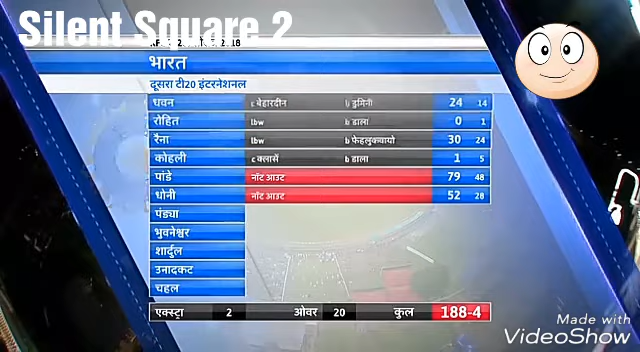 Silent Square 2
भारत
दूसरा टी20 इंटरनेशनल
धवन c बेहारदीन b डुमिनी 24 14
रोहित lbw b डाला 0 1
रैना lbw b फेहलुकवायो 30 24
कोहली c क्लासें b डाला 1 5
पांडे नॉट आउट 79 48
धोनी नॉट आउट 52 28
पंड्या
भुवनेश्वर
शार्दुल
उनादकट
चहल
एक्स्ट्रा 2 ओवर 20 कुल 188-4
Made with
VideoShow